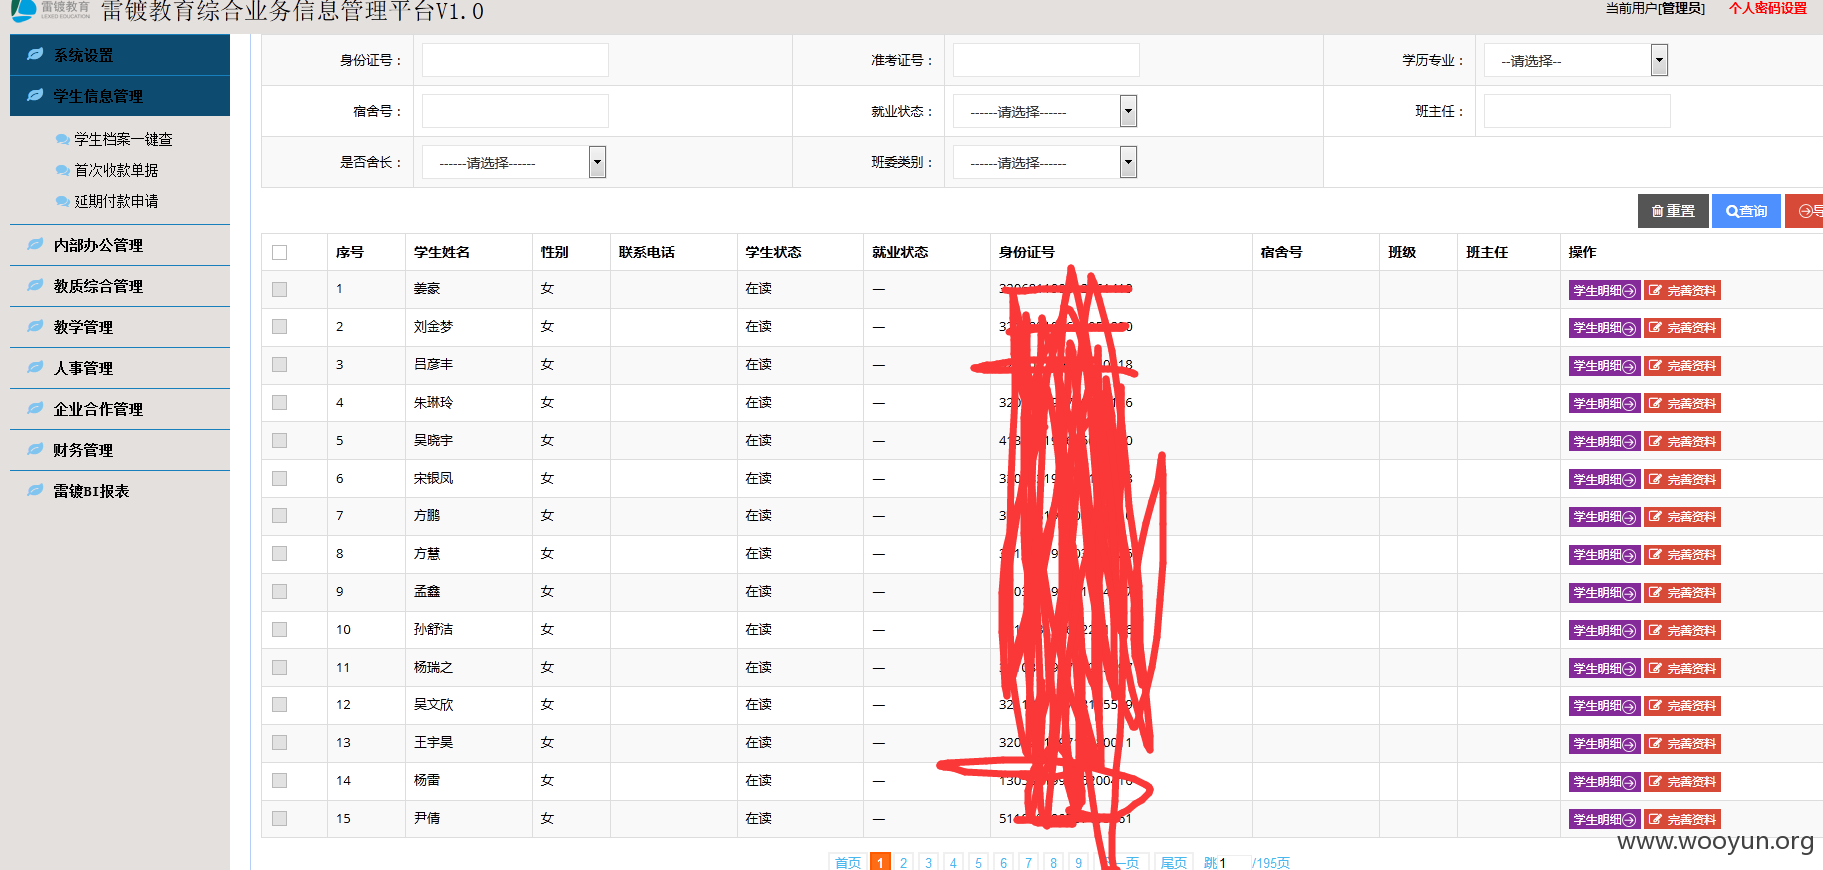 雷镀教育 LEXED EDUCATION 雷镀教育综合业务信息管理平台V1.0 当前用户[管理员] 个人密码设置
系统设置
学生信息管理
学生档案一键查
首次收款单据
延期付款申请
内部办公管理
教质综合管理
教学管理
人事管理
企业合作管理
财务管理
雷镀BI报表
身份证号： 准考证号： 学历专业： --请选择--
宿舍号： 就业状态： ------请选择------ 班主任：
是否舍长： ------请选择------ 班委类别： ------请选择------
重置 查询
序号 学生姓名 性别 联系电话 学生状态 就业状态 身份证号 宿舍号 班级 班主任 操作
1 姜豪 女 在读 — 学生明细 完善资料
2 刘金梦 女 在读 — 学生明细 完善资料
3 吕彦丰 女 在读 — 学生明细 完善资料
4 朱琳玲 女 在读 — 学生明细 完善资料
5 吴晓宇 女 在读 — 学生明细 完善资料
6 宋银凤 女 在读 — 学生明细 完善资料
7 方鹏 女 在读 — 学生明细 完善资料
8 方慧 女 在读 — 学生明细 完善资料
9 孟鑫 女 在读 — 学生明细 完善资料
10 孙舒洁 女 在读 — 学生明细 完善资料
11 杨瑞之 女 在读 — 学生明细 完善资料
12 吴文欣 女 在读 — 学生明细 完善资料
13 王宇昊 女 在读 — 学生明细 完善资料
14 杨雷 女 在读 — 学生明细 完善资料
15 尹倩 女 在读 — 学生明细 完善资料
首页 1 2 3 4 5 6 7 8 9 一页 尾页 跳1 /195页
www.wooyun.org